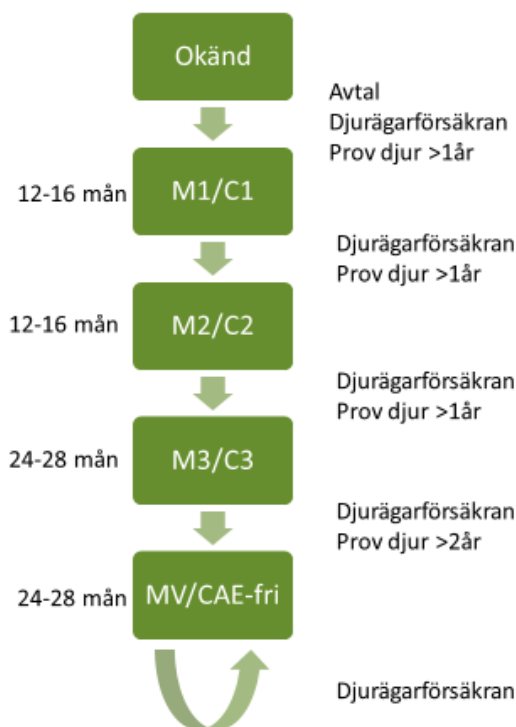 Okänd
Avtal
Djurägarförsäkran
Prov djur >1år
12-16 mån
M1/C1
Djurägarförsäkran
Prov djur >1år
12-16 mån
M2/C2
Djurägarförsäkran
Prov djur >1år
24-28 mån
M3/C3
Djurägarförsäkran
Prov djur >2år
24-28 mån
MV/CAE-fri
Djurägarförsäkran